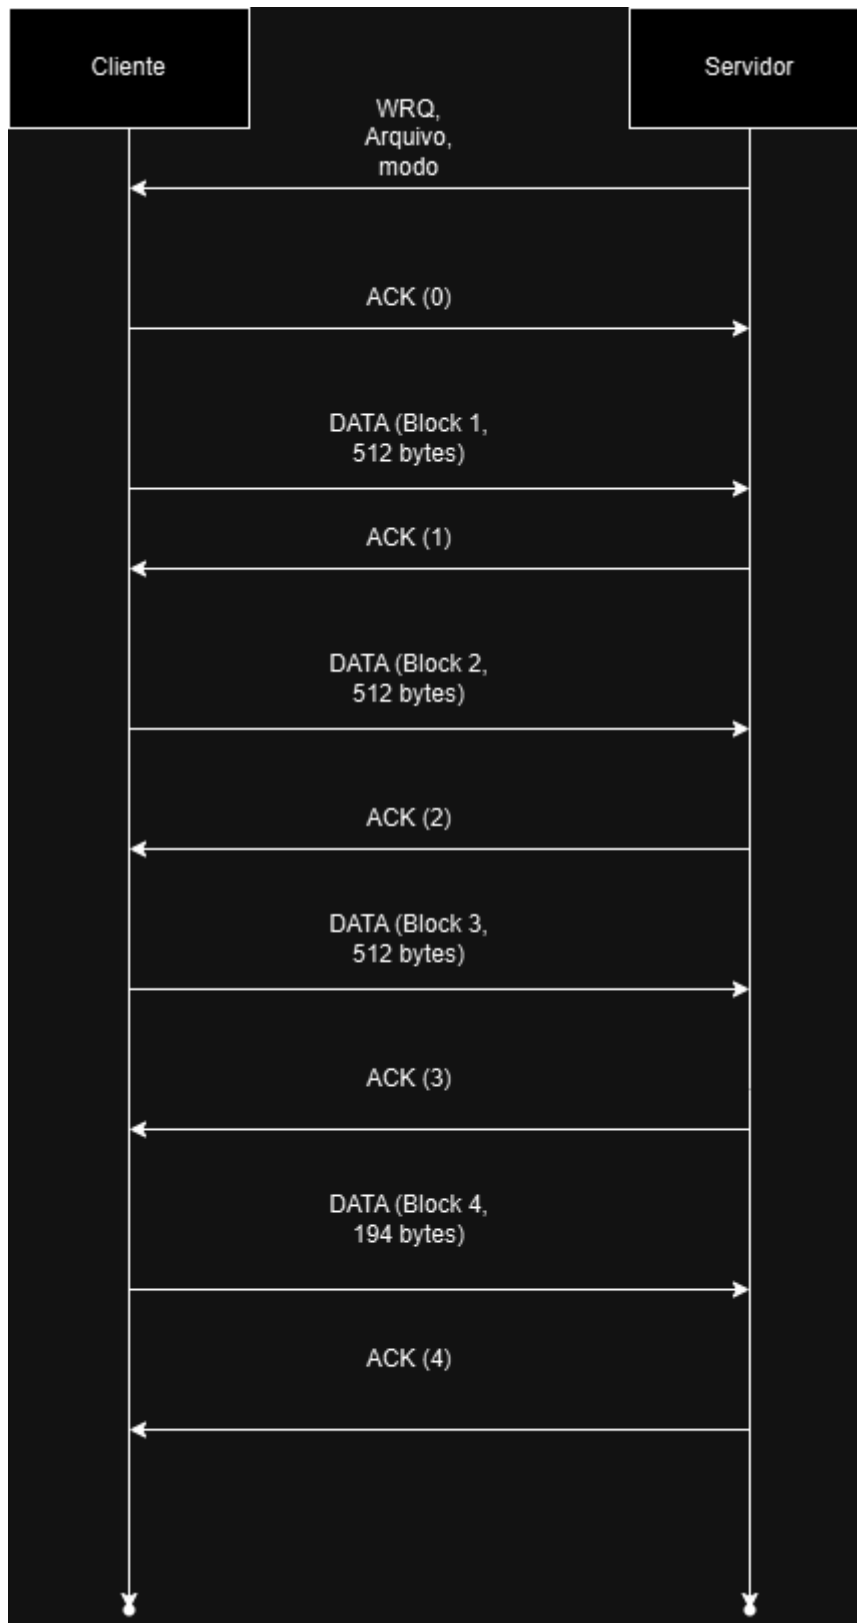 Cliente
Servidor
WRQ,
Arquivo,
modo
ACK (0)
DATA (Block 1,
512 bytes)
ACK (1)
DATA (Block 2,
512 bytes)
ACK (2)
DATA (Block 3,
512 bytes)
ACK (3)
DATA (Block 4,
194 bytes)
ACK (4)